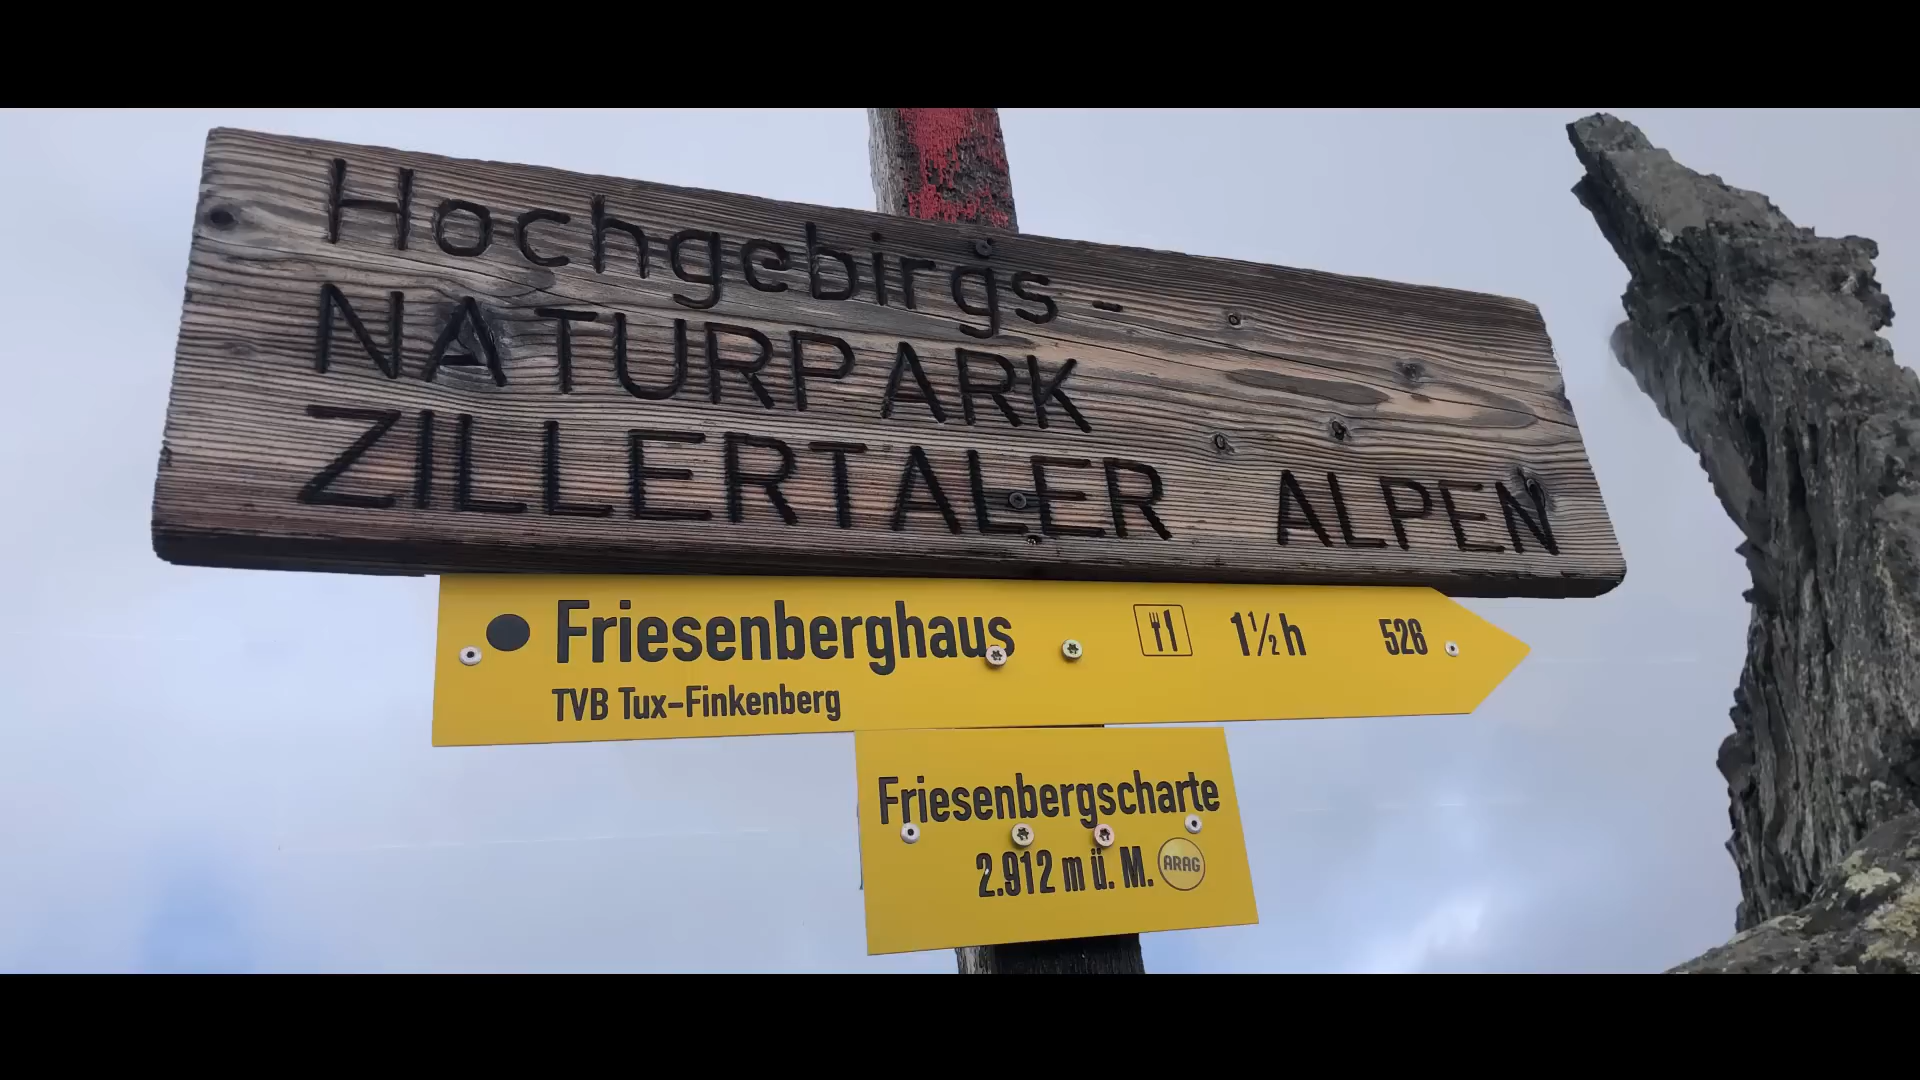 Hochgebirgs-
NATURPARK
ZILLERTALER ALPEN
Friesenberghaus 1½h 526
TVB Tux-Finkenberg
Friesenbergscharte
2.912 m ü. M. ARAG